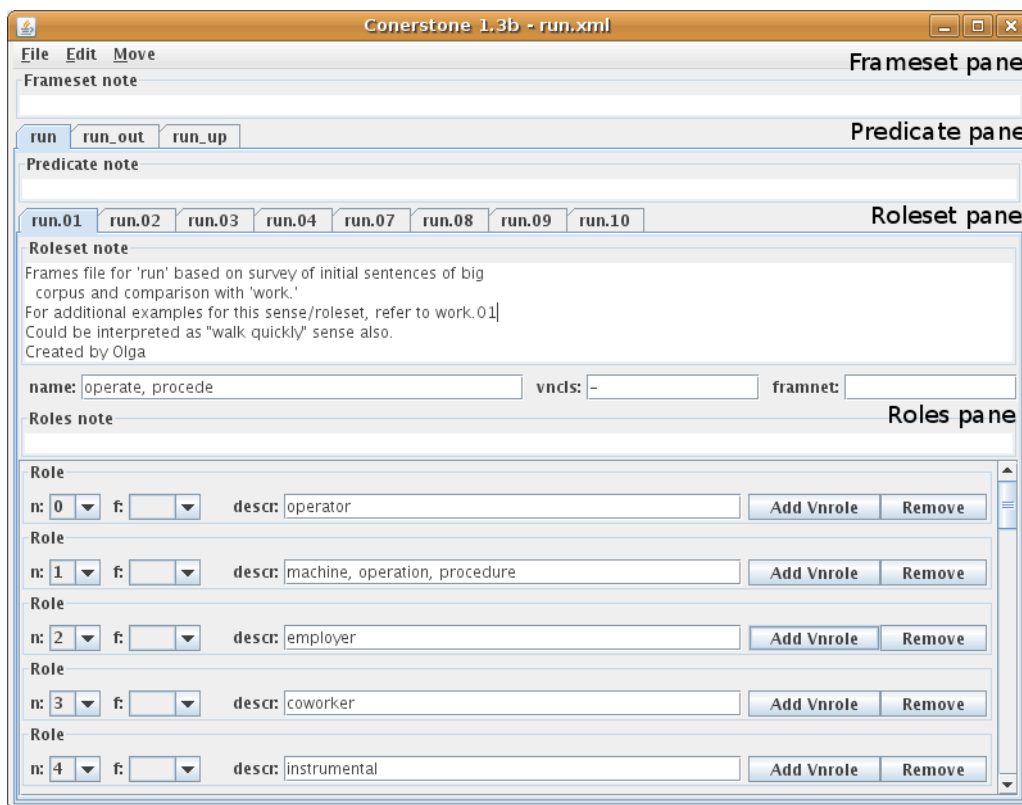 Conerstone 1.3b - run.xml
File Edit Move
Frameset pane
Frameset note
run run_out run_up
Predicate pane
Predicate note
run.01 run.02 run.03 run.04 run.07 run.08 run.09 run.10
Roleset pane
Roleset note
Frames file for 'run' based on survey of initial sentences of big
corpus and comparison with 'work.'
For additional examples for this sense/roleset, refer to work.01
Could be interpreted as "walk quickly" sense also.
Created by Olga
name: operate, procede vncls: - framnet:
Roles note
Roles pane
Role
n: 0 f: descr: operator Add Vnrole Remove
Role
n: 1 f: descr: machine, operation, procedure Add Vnrole Remove
Role
n: 2 f: descr: employer Add Vnrole Remove
Role
n: 3 f: descr: coworker Add Vnrole Remove
Role
n: 4 f: descr: instrumental Add Vnrole Remove